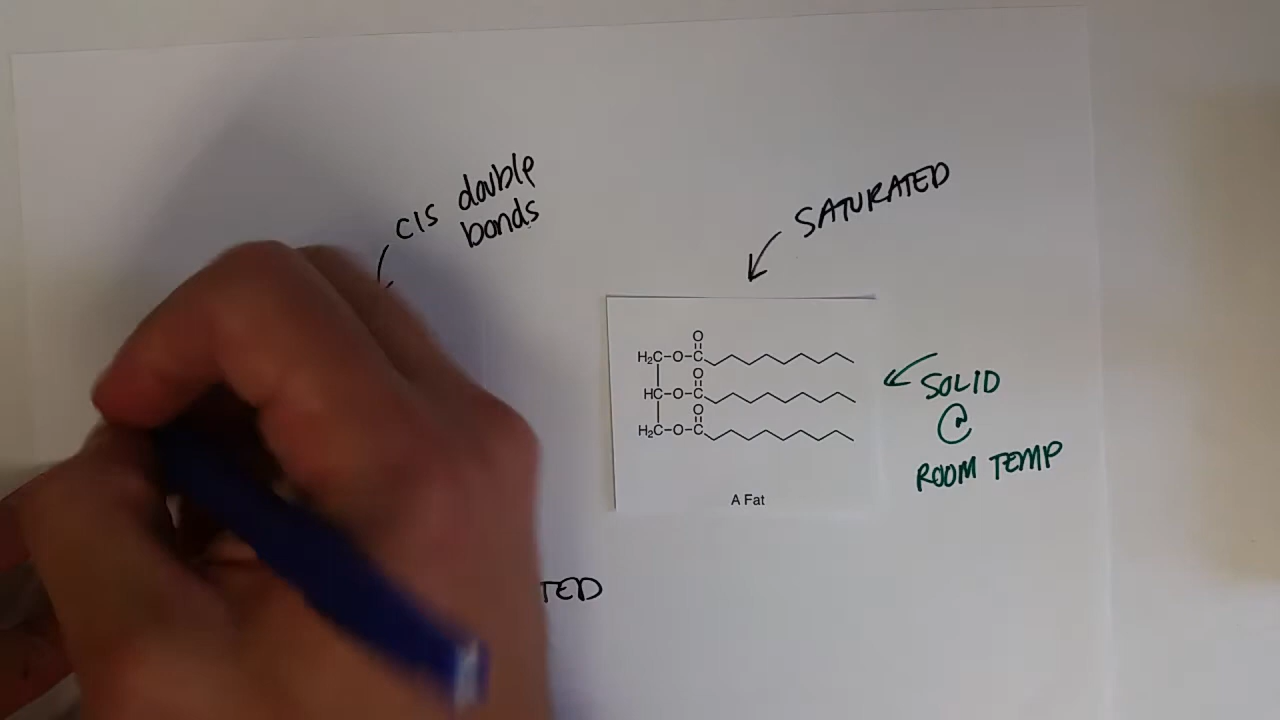 cis double
bonds
SATURATED
O
H₂C-O-C
O
HC-O-C
O
H₂C-O-C
A Fat
SOLID
@
ROOM TEMP
TED